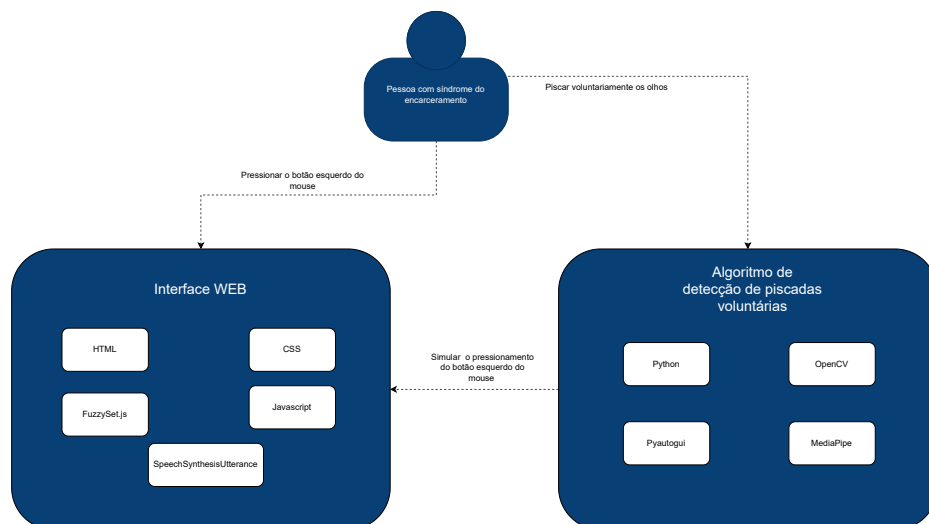 Pessoa com síndrome do
encarceramento
Piscar voluntariamente os olhos
Pressionar o botão esquerdo do
mouse
Interface WEB
HTML
CSS
FuzzySet.js
Javascript
SpeechSynthesisUtterance
Simular o pressionamento
do botão esquerdo do
mouse
Algoritmo de
detecção de piscadas
voluntárias
Python
OpenCV
Pyautogui
MediaPipe